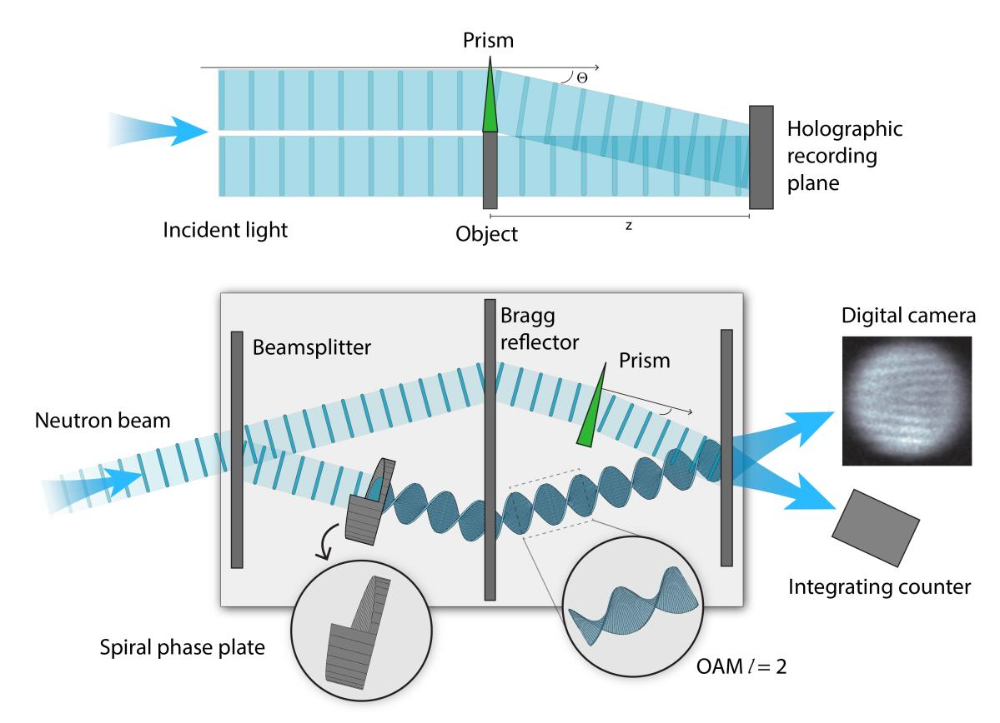 Prism
Θ
Holographic
recording
plane
Incident light
Object
z
Bragg
reflector
Digital camera
Beamsplitter
Prism
Neutron beam
Integrating counter
Spiral phase plate
OAM l = 2